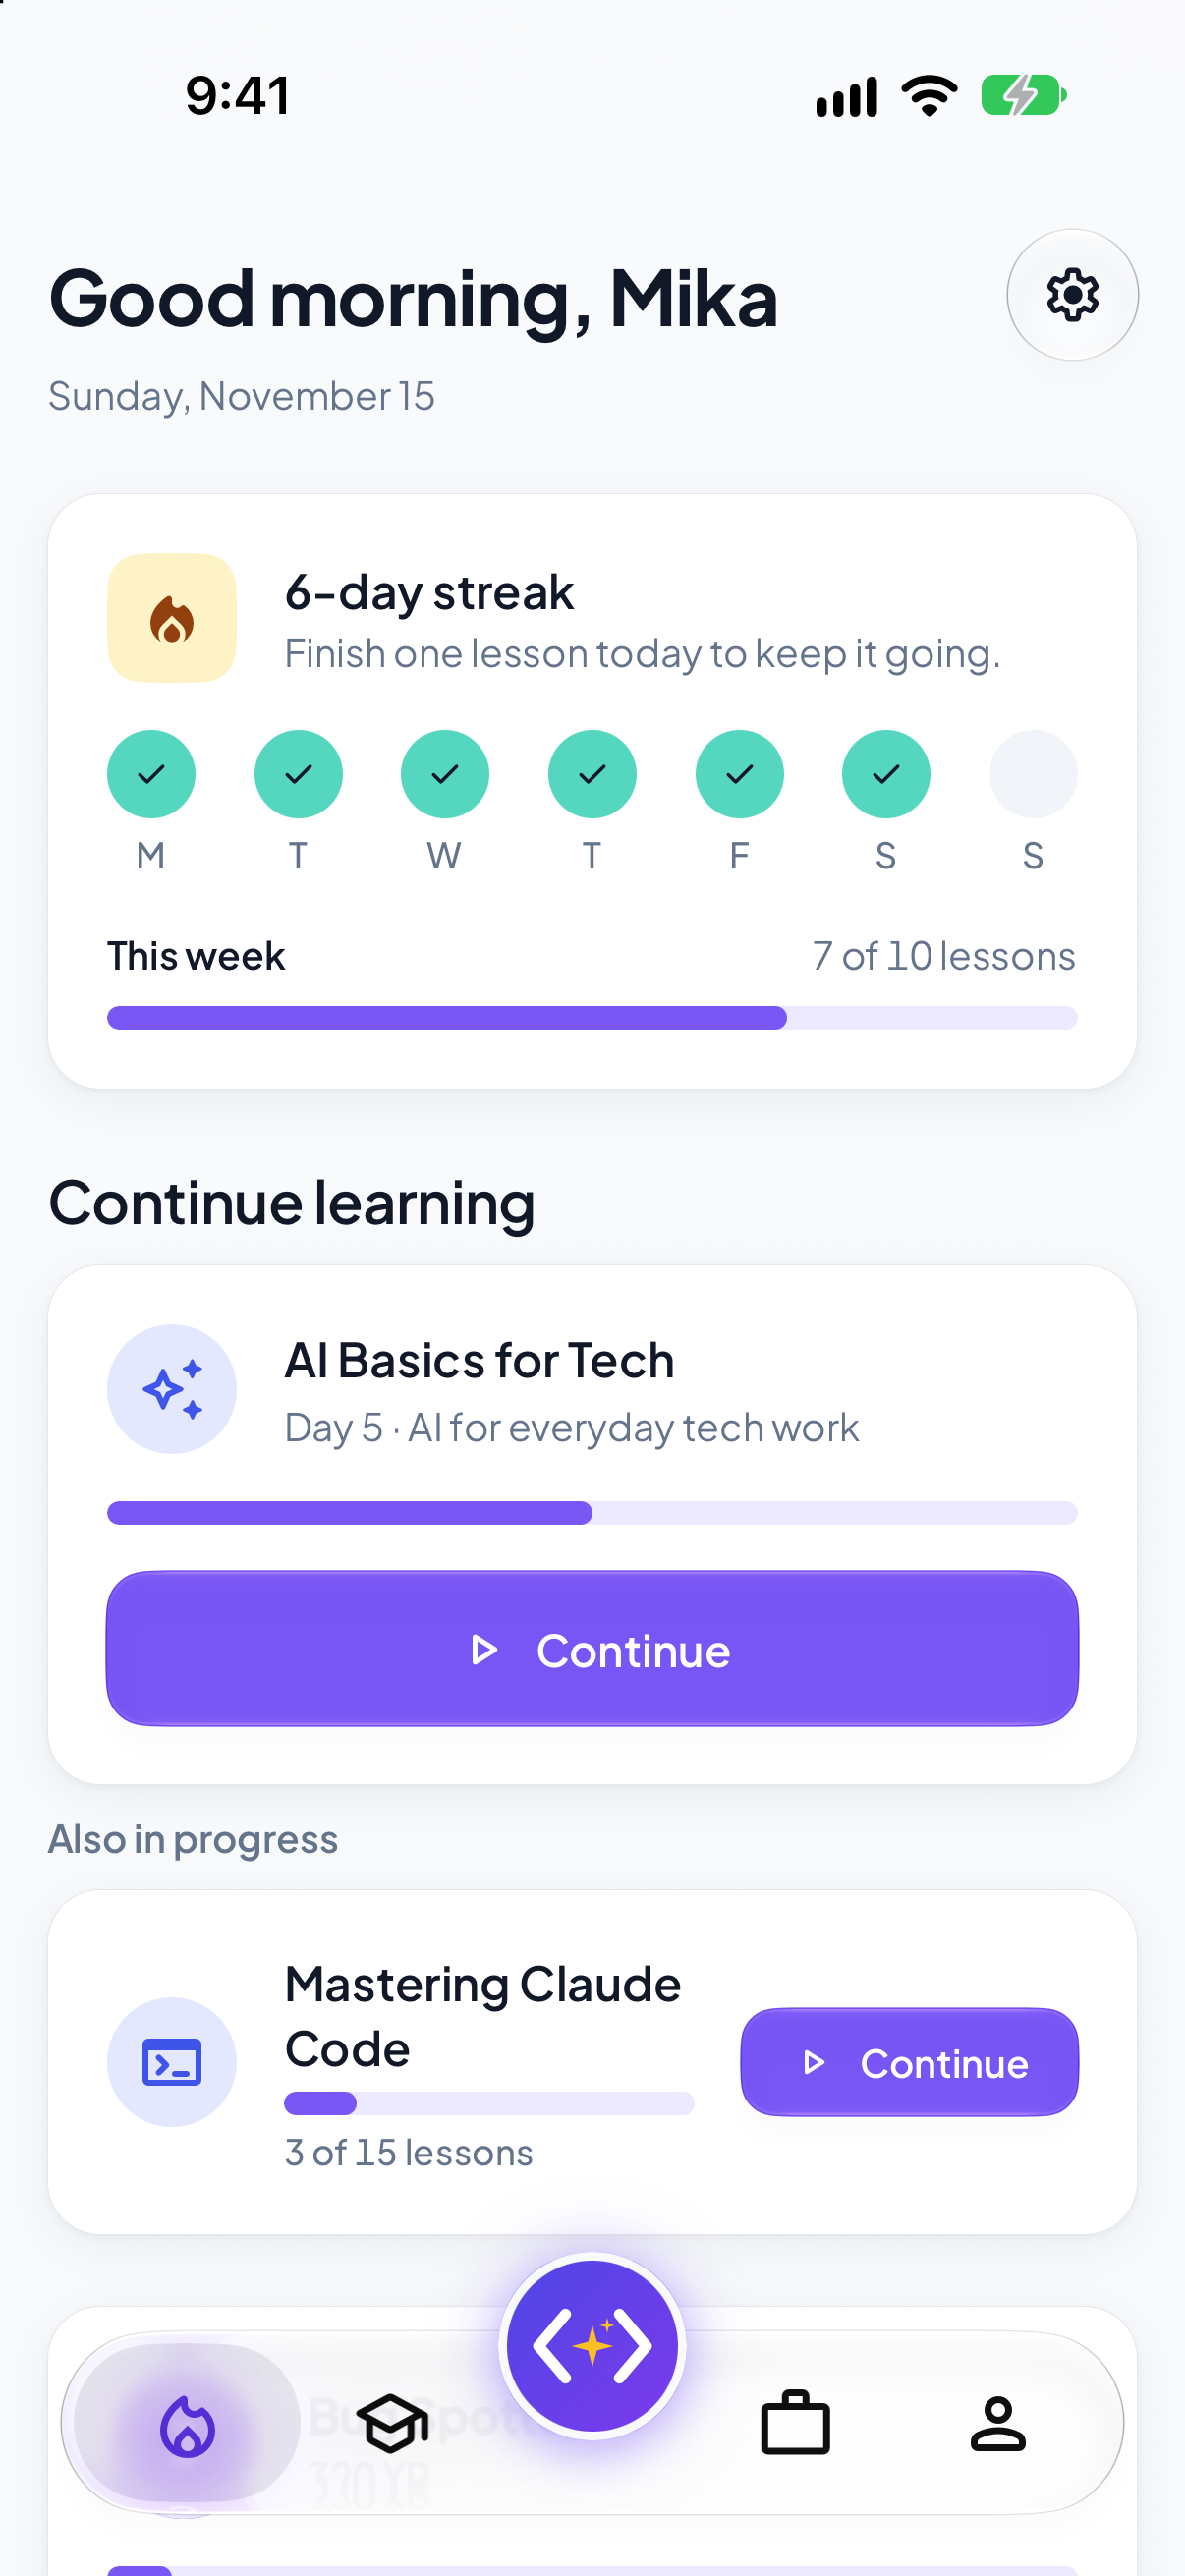 9:41
Good morning, Mika
Sunday, November 15
6-day streak
Finish one lesson today to keep it going.
M T W T F S S
This week 7 of 10 lessons
Continue learning
AI Basics for Tech
Day 5 · AI for everyday tech work
Continue
Also in progress
Mastering Claude
Code
Continue
3 of 15 lessons